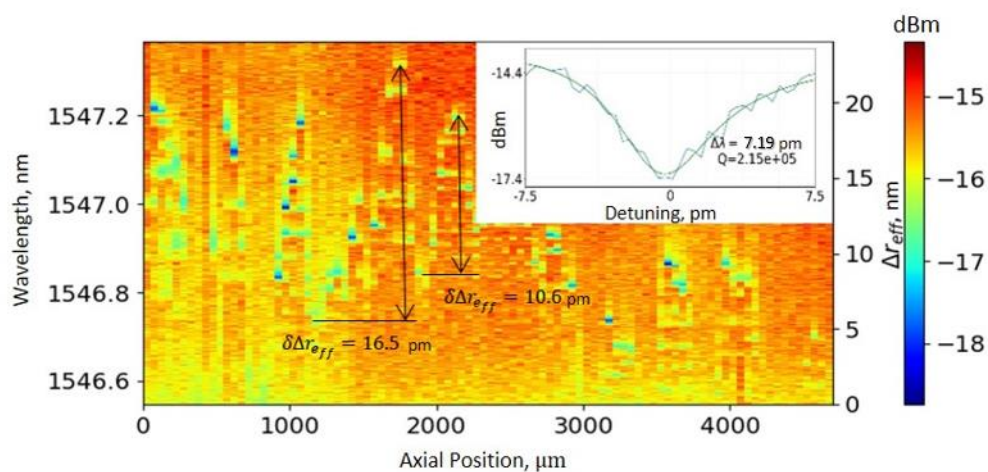 dBm
1547.2
1547.0
1546.8
1546.6
Wavelength, nm
0
1000
2000
3000
4000
Axial Position, μm
20
15
10
5
0
Δr_eff, nm
-14.4
-17.4
dBm
-7.5
0
7.5
Detuning, pm
Δλ = 7.19 pm
Q=2.15e+05
δΔr_eff = 10.6 pm
δΔr_eff = 16.5 pm
−15
−16
−17
−18